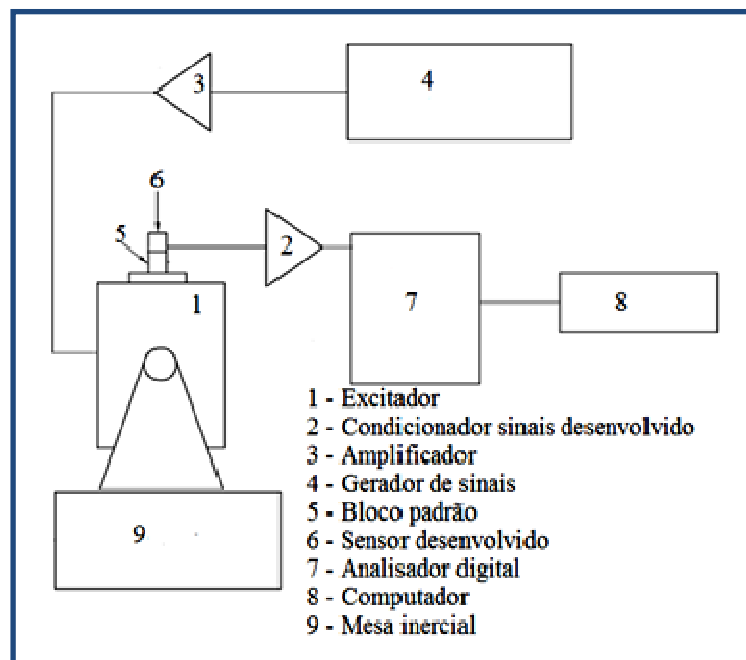 3
4
6
5
2
1
7
8
9
1 - Excitador
2 - Condicionador sinais desenvolvido
3 - Amplificador
4 - Gerador de sinais
5 - Bloco padrão
6 - Sensor desenvolvido
7 - Analisador digital
8 - Computador
9 - Mesa inercial